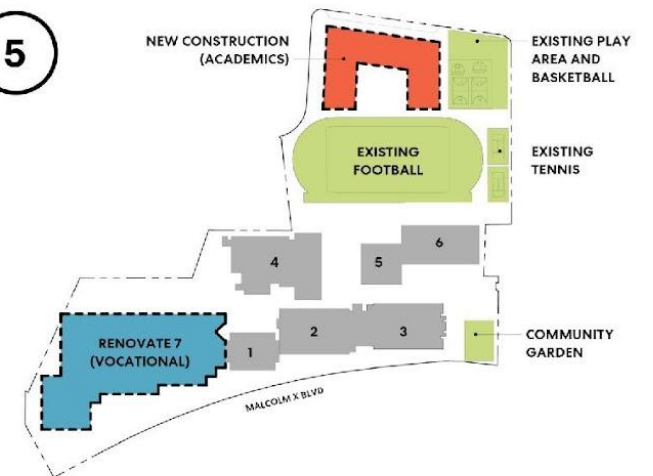 5
NEW CONSTRUCTION
(ACADEMICS)
EXISTING PLAY
AREA AND
BASKETBALL
EXISTING
FOOTBALL
EXISTING
TENNIS
4
5
6
RENOVATE 7
(VOCATIONAL)
1
2
3
COMMUNITY
GARDEN
MALCOLM X BLVD